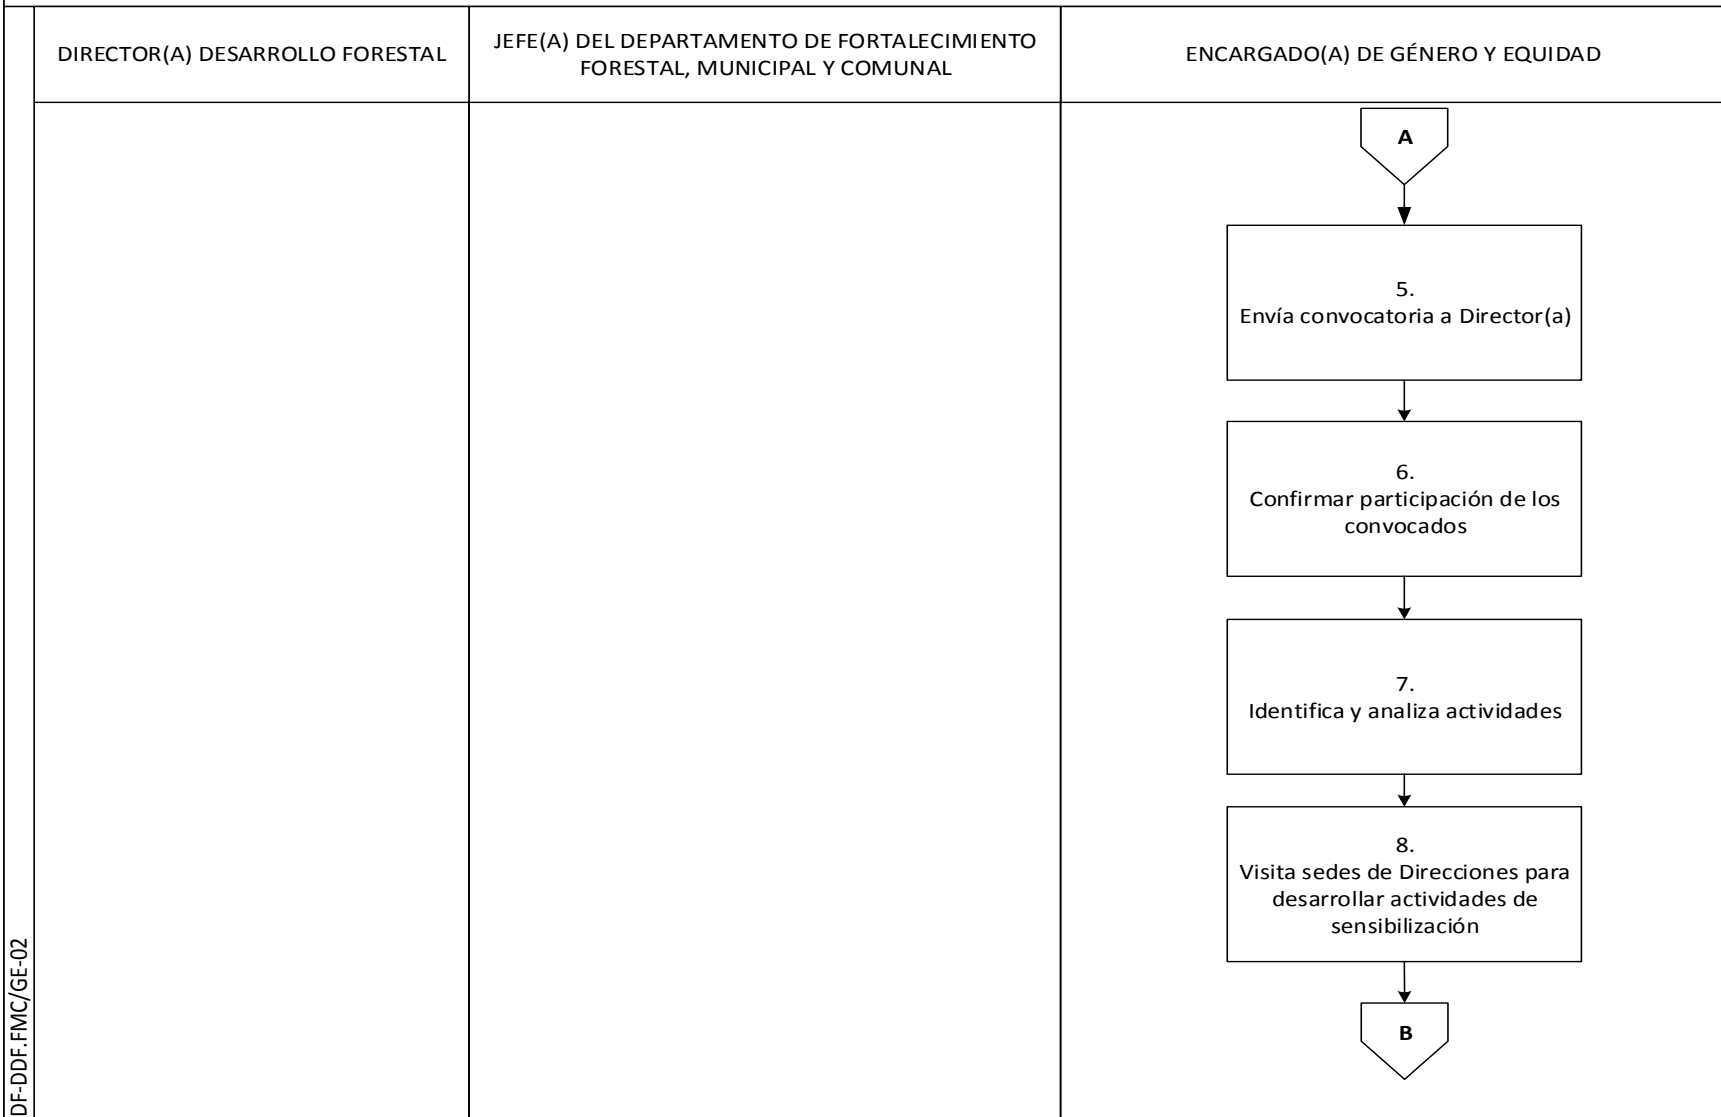 DIRECTOR(A) DESARROLLO FORESTAL
JEFE(A) DEL DEPARTAMENTO DE FORTALECIMIENTO
FORESTAL, MUNICIPAL Y COMUNAL
ENCARGADO(A) DE GÉNERO Y EQUIDAD
A
5.
Envía convocatoria a Director(a)
6.
Confirmar participación de los
convocados
7.
Identifica y analiza actividades
8.
Visita sedes de Direcciones para
desarrollar actividades de
sensibilización
B
DF-DDF.FMC/GE-02